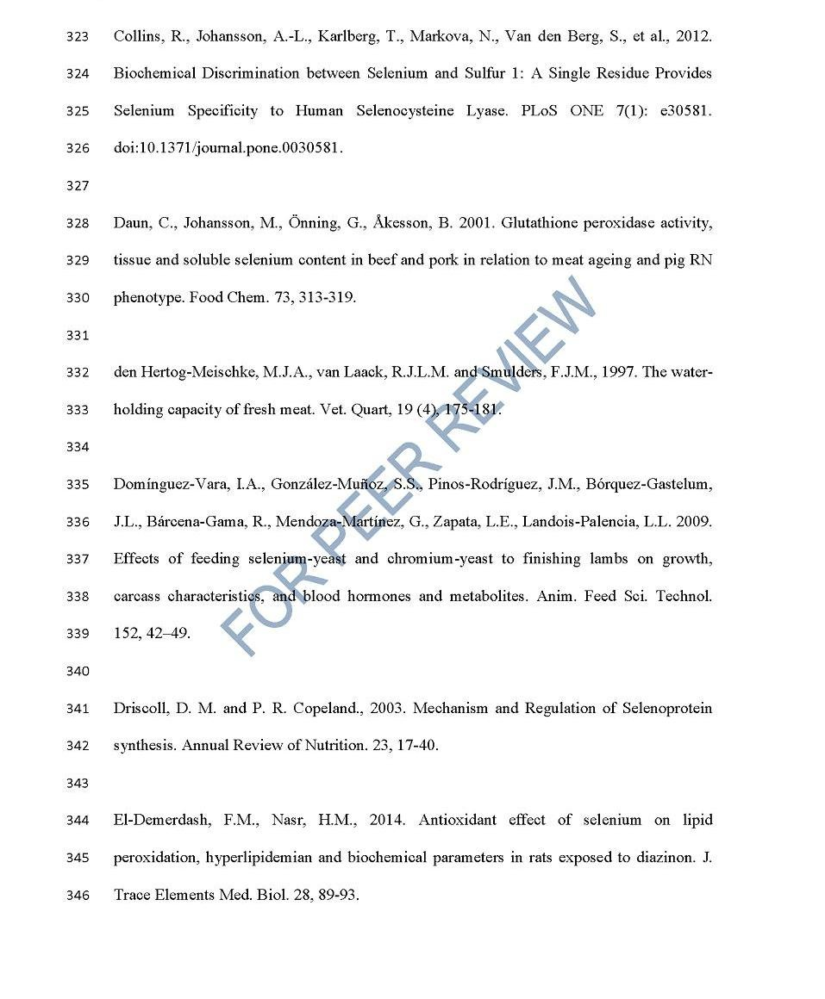 323 Collins, R., Johansson, A.-L., Karlberg, T., Markova, N., Van den Berg, S., et al., 2012.
324 Biochemical Discrimination between Selenium and Sulfur 1: A Single Residue Provides
325 Selenium Specificity to Human Selenocysteine Lyase. PLoS ONE 7(1): e30581.
326 doi:10.1371/journal.pone.0030581.
327
328 Daun, C., Johansson, M., Önning, G., Åkesson, B. 2001. Glutathione peroxidase activity,
329 tissue and soluble selenium content in beef and pork in relation to meat ageing and pig RN
330 phenotype. Food Chem. 73, 313-319.
331
332 den Hertog-Meischke, M.J.A., van Laack, R.J.L.M. and Smulders, F.J.M., 1997. The water-
333 holding capacity of fresh meat. Vet. Quart, 19 (4), 175-181.
334
335 Domínguez-Vara, I.A., González-Muñoz, S.S., Pinos-Rodríguez, J.M., Bórquez-Gastelum,
336 J.L., Bárcena-Gama, R., Mendoza-Martínez, G., Zapata, L.E., Landois-Palencia, L.L. 2009.
337 Effects of feeding selenium-yeast and chromium-yeast to finishing lambs on growth,
338 carcass characteristics, and blood hormones and metabolites. Anim. Feed Sci. Technol.
339 152, 42–49.
340
341 Driscoll, D. M. and P. R. Copeland., 2003. Mechanism and Regulation of Selenoprotein
342 synthesis. Annual Review of Nutrition. 23, 17-40.
343
344 El-Demerdash, F.M., Nasr, H.M., 2014. Antioxidant effect of selenium on lipid
345 peroxidation, hyperlipidemian and biochemical parameters in rats exposed to diazinon. J.
346 Trace Elements Med. Biol. 28, 89-93.
FOR PEER REVIEW